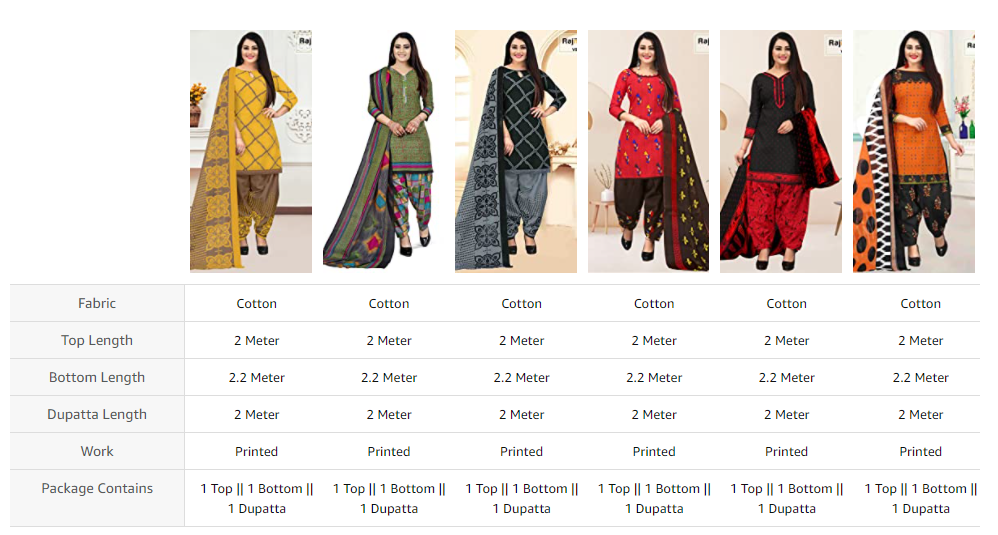 Raj
RajT
Ra
Ra
Ra
Fabric Cotton Cotton Cotton Cotton Cotton Cotton
Top Length 2 Meter 2 Meter 2 Meter 2 Meter 2 Meter 2 Meter
Bottom Length 2.2 Meter 2.2 Meter 2.2 Meter 2.2 Meter 2.2 Meter 2.2 Meter
Dupatta Length 2 Meter 2 Meter 2 Meter 2 Meter 2 Meter 2 Meter
Work Printed Printed Printed Printed Printed Printed
Package Contains 1 Top || 1 Bottom || 1 Top || 1 Bottom || 1 Top || 1 Bottom || 1 Top || 1 Bottom || 1 Top || 1 Bottom || 1 Top || 1 Bottom ||
1 Dupatta 1 Dupatta 1 Dupatta 1 Dupatta 1 Dupatta 1 Dupatta